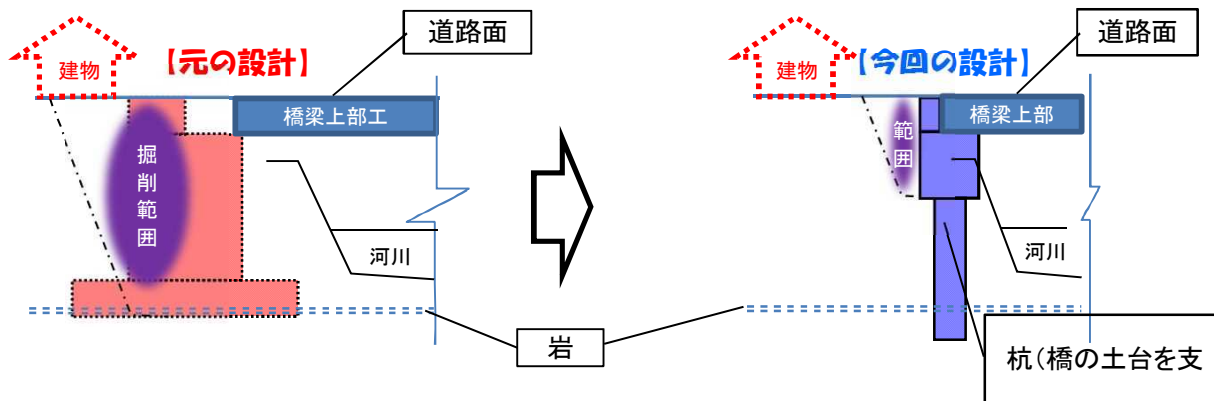 【元の設計】
建物
道路面
橋梁上部工
掘削範囲
河川
岩
【今回の設計】
建物
道路面
橋梁上部
範囲
河川
杭(橋の土台を支